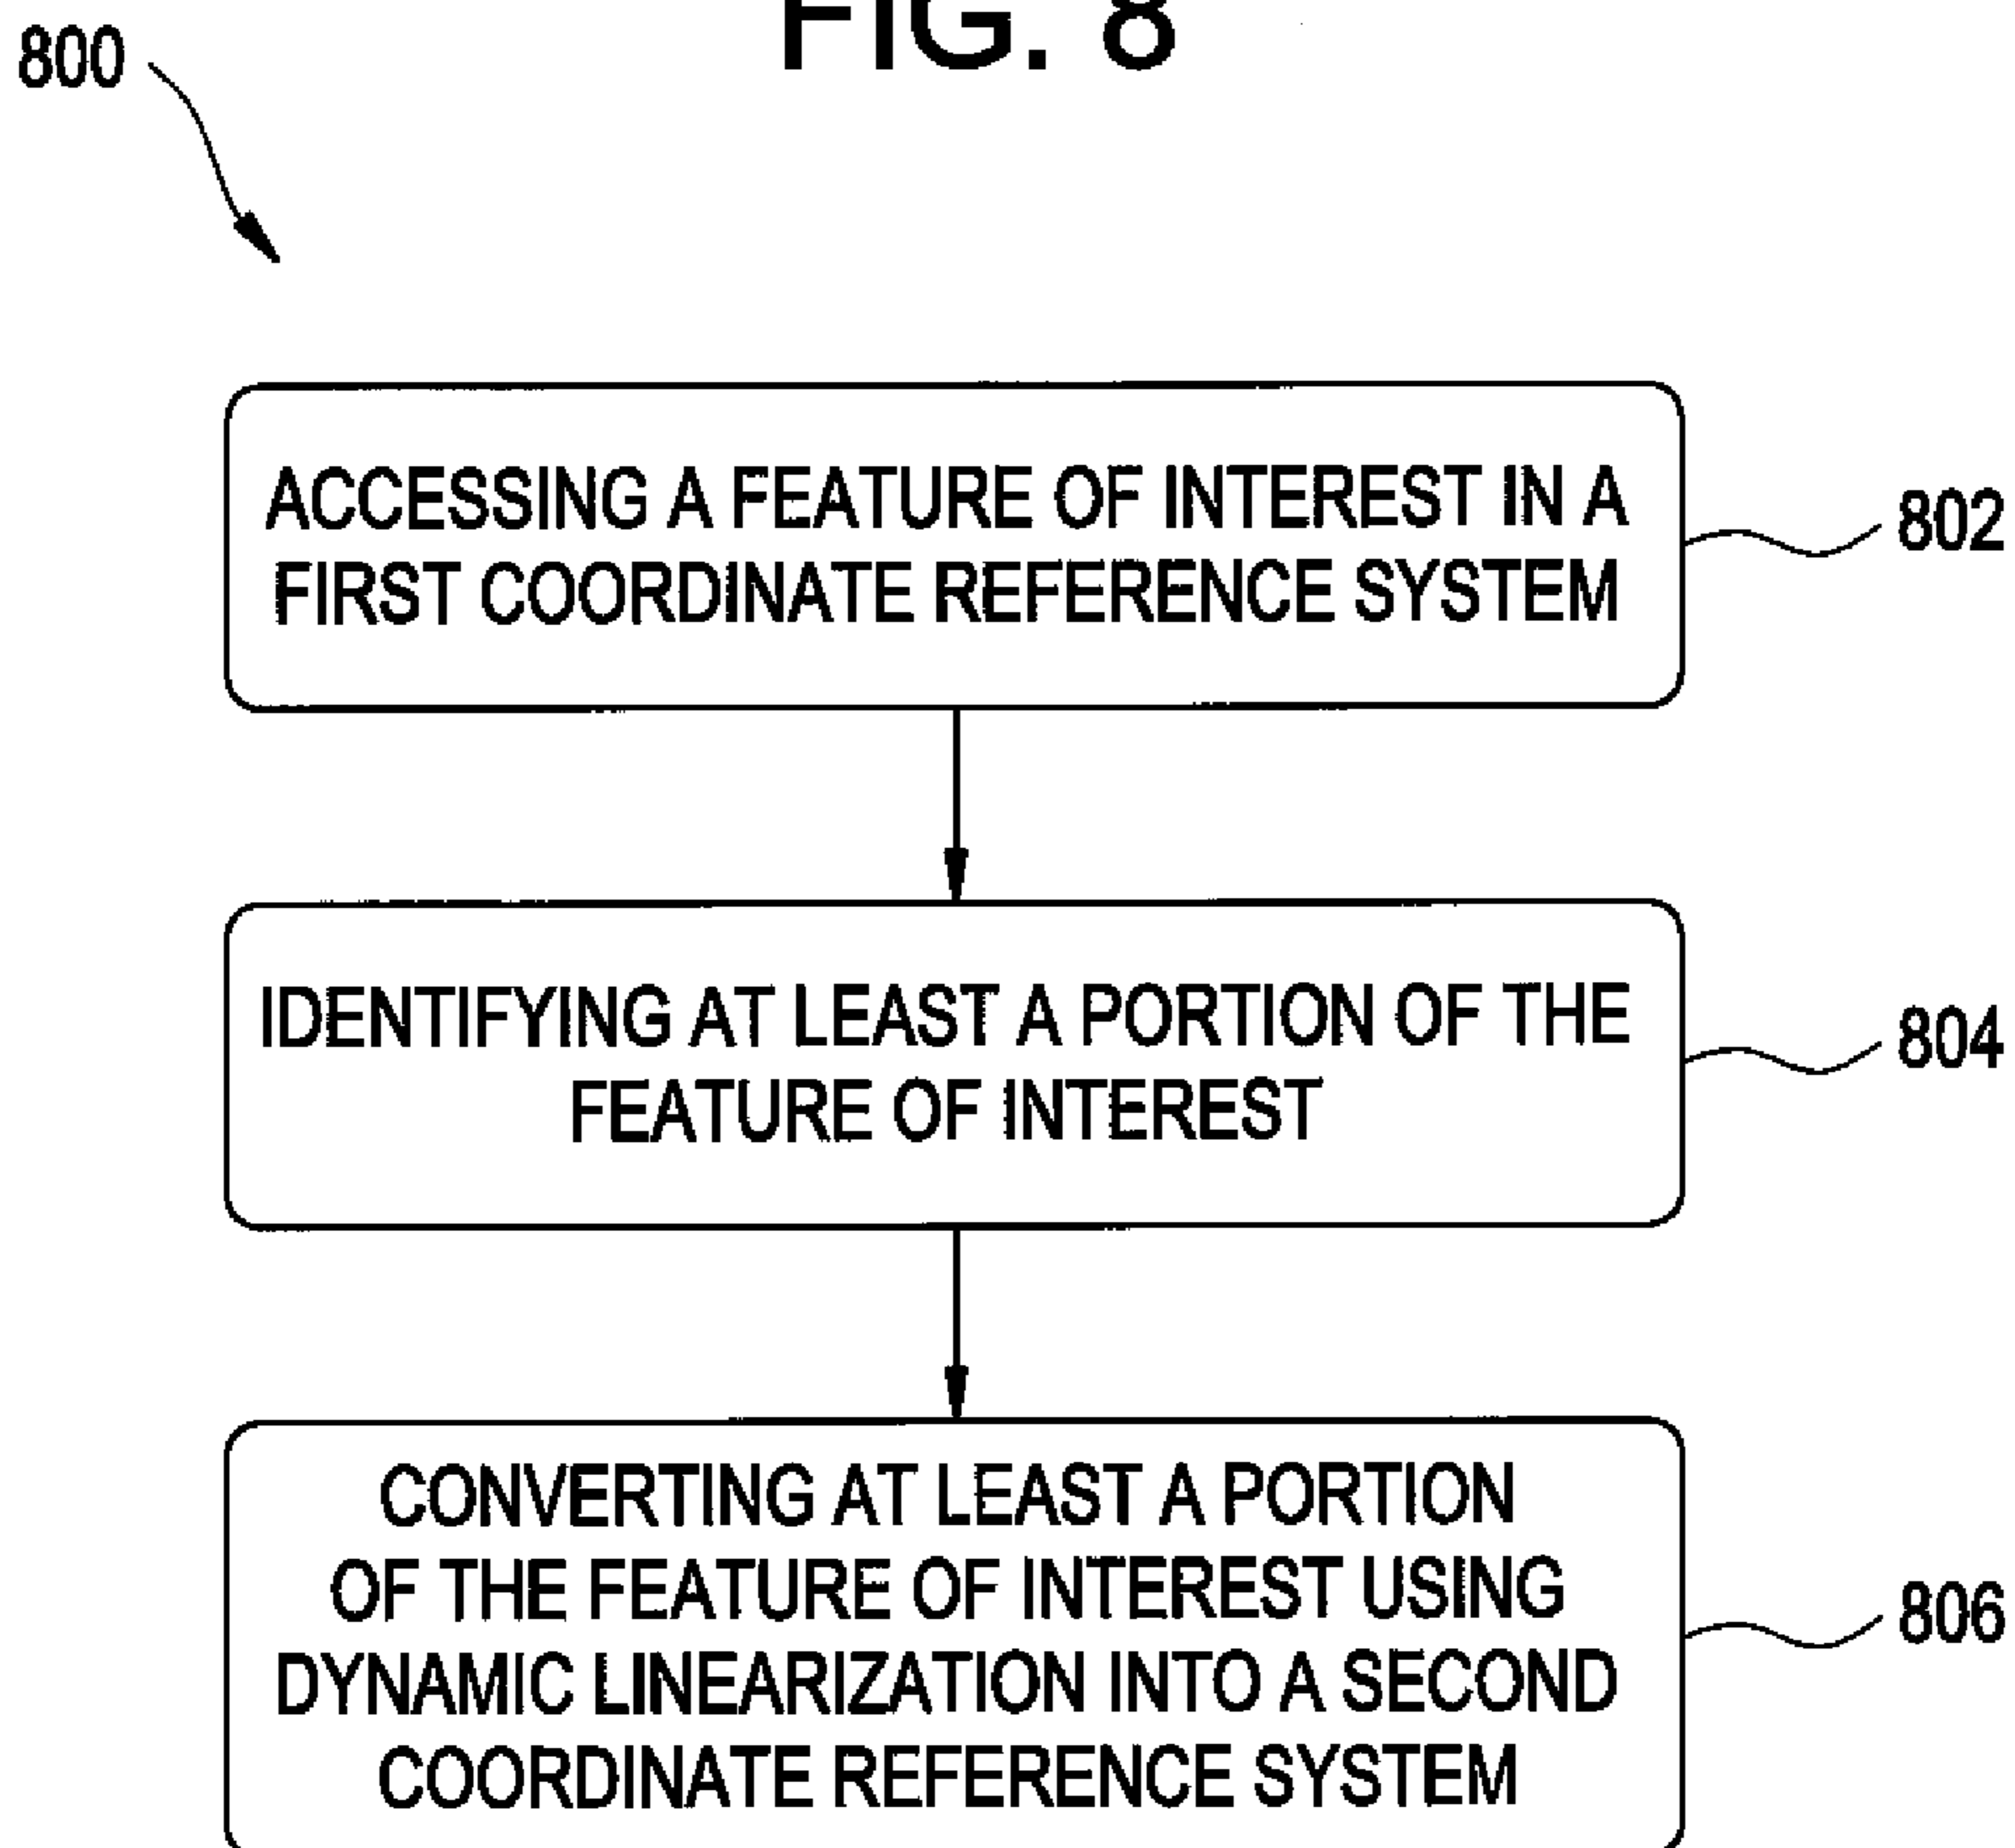 FIG. 8
800
ACCESSING A FEATURE OF INTEREST IN A
FIRST COORDINATE REFERENCE SYSTEM
802
IDENTIFYING AT LEAST A PORTION OF THE
FEATURE OF INTEREST
804
CONVERTING AT LEAST A PORTION
OF THE FEATURE OF INTEREST USING
DYNAMIC LINEARIZATION INTO A SECOND
COORDINATE REFERENCE SYSTEM
806